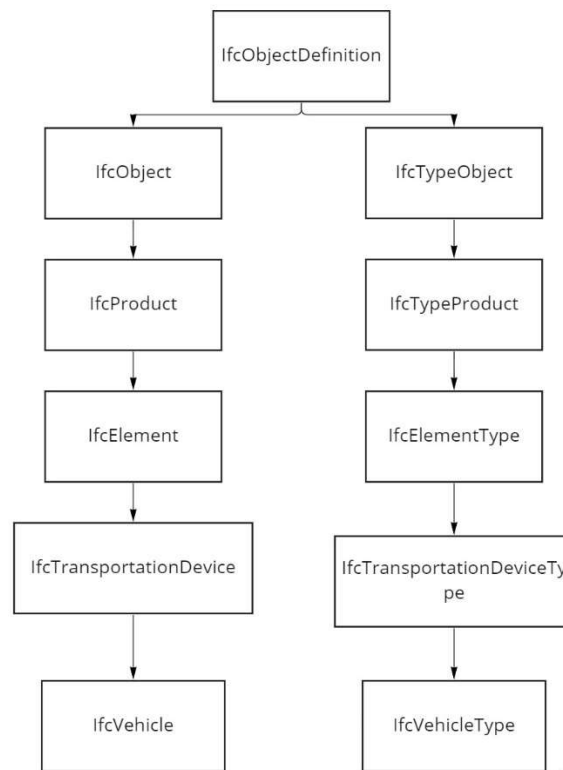 IfcObjectDefinition
IfcObject
IfcTypeObject
IfcProduct
IfcTypeProduct
IfcElement
IfcElementType
IfcTransportationDevice
IfcTransportationDeviceTy
pe
IfcVehicle
IfcVehicleType